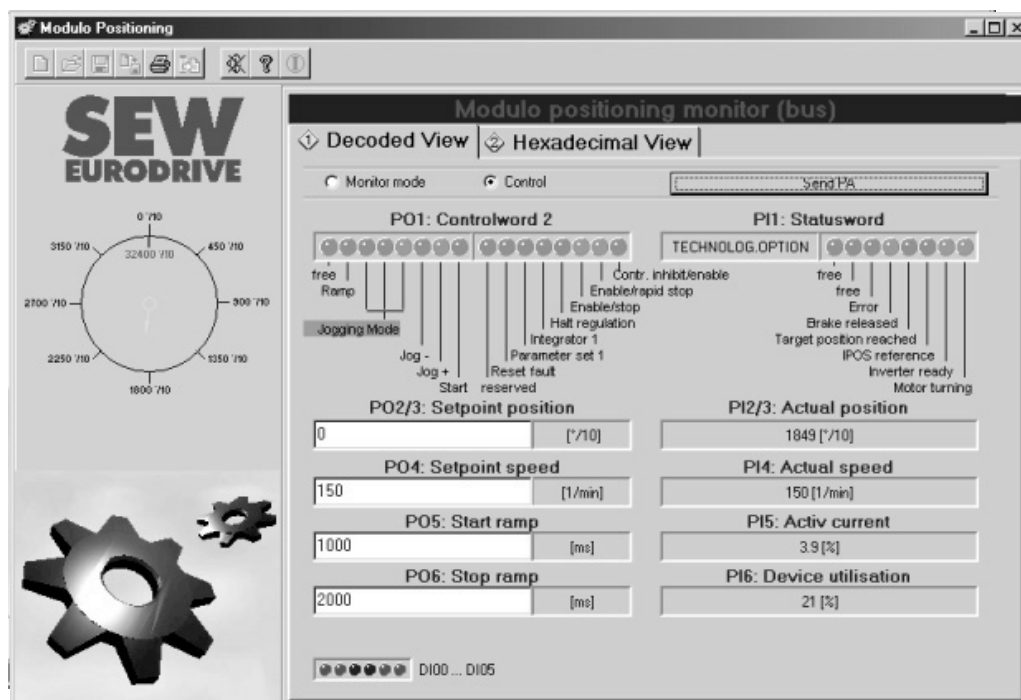 Modulo Positioning
SEW
EURODRIVE
0 °/10
3150 °/10
450 °/10
32400 °/10
2700 °/10
900 °/10
2250 °/10
1350 °/10
1800 °/10
Modulo positioning monitor (bus)
1 Decoded View
2 Hexadecimal View
Monitor mode
Control
Send PA
PO1: Controlword 2
free
Ramp
Jogging Mode
Jog -
Jog +
Start
Contr. inhibit/enable
Enable/rapid stop
Enable/stop
Halt regulation
Integrator 1
Parameter set 1
Reset fault
reserved
PI1: Statusword
TECHNOLOG.OPTION
free
free
Error
Brake released
Target position reached
IPOS reference
Inverter ready
Motor turning
PO2/3: Setpoint position
0 [°/10]
PI2/3: Actual position
1849 [°/10]
PO4: Setpoint speed
150 [1/min]
PI4: Actual speed
150 [1/min]
PO5: Start ramp
1000 [ms]
PI5: Activ current
3.9 [%]
PO6: Stop ramp
2000 [ms]
PI6: Device utilisation
21 [%]
DI00 ... DI05